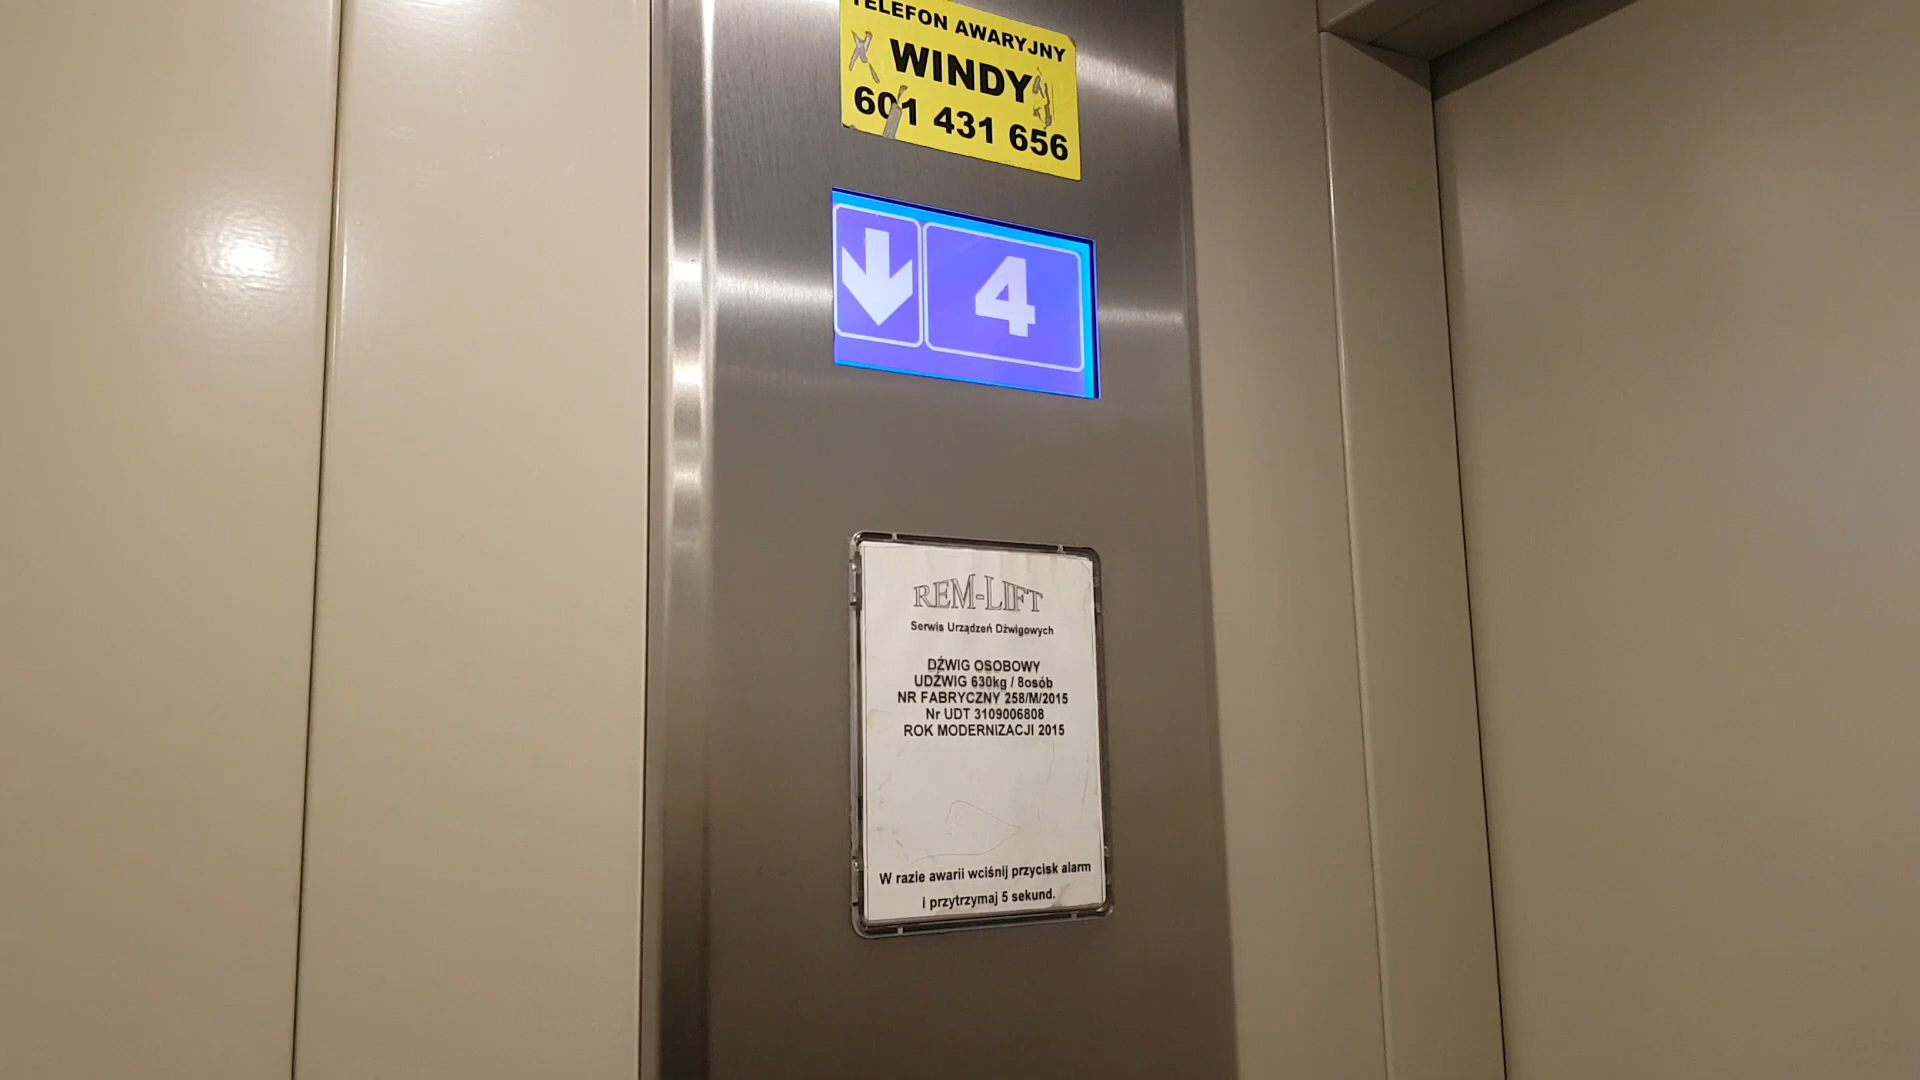 TELEFON AWARYJNY
WINDY
601 431 656
4
REM-LIFT
Serwis Urządzeń Dźwigowych
DŹWIG OSOBOWY
UDŹWIG 630kg / 8osób
NR FABRYCZNY 258/M/2015
Nr UDT 3109006808
ROK MODERNIZACJI 2015
W razie awarii wciśnij przycisk alarm
i przytrzymaj 5 sekund.